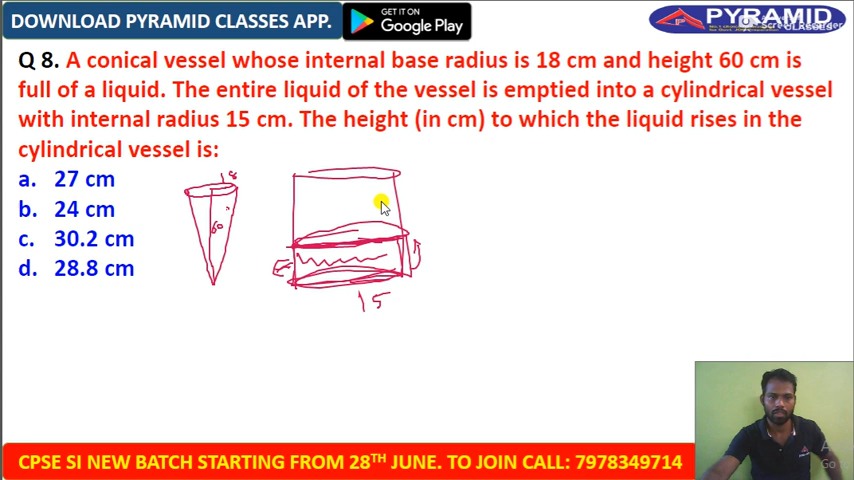 DOWNLOAD PYRAMID CLASSES APP.
GET IT ON
Google Play
PYRAMID
CLASSES
Q 8. A conical vessel whose internal base radius is 18 cm and height 60 cm is
full of a liquid. The entire liquid of the vessel is emptied into a cylindrical vessel
with internal radius 15 cm. The height (in cm) to which the liquid rises in the
cylindrical vessel is:
a. 27 cm
b. 24 cm
c. 30.2 cm
d. 28.8 cm
18
60
15
CPSE SI NEW BATCH STARTING FROM 28TH JUNE. TO JOIN CALL: 7978349714